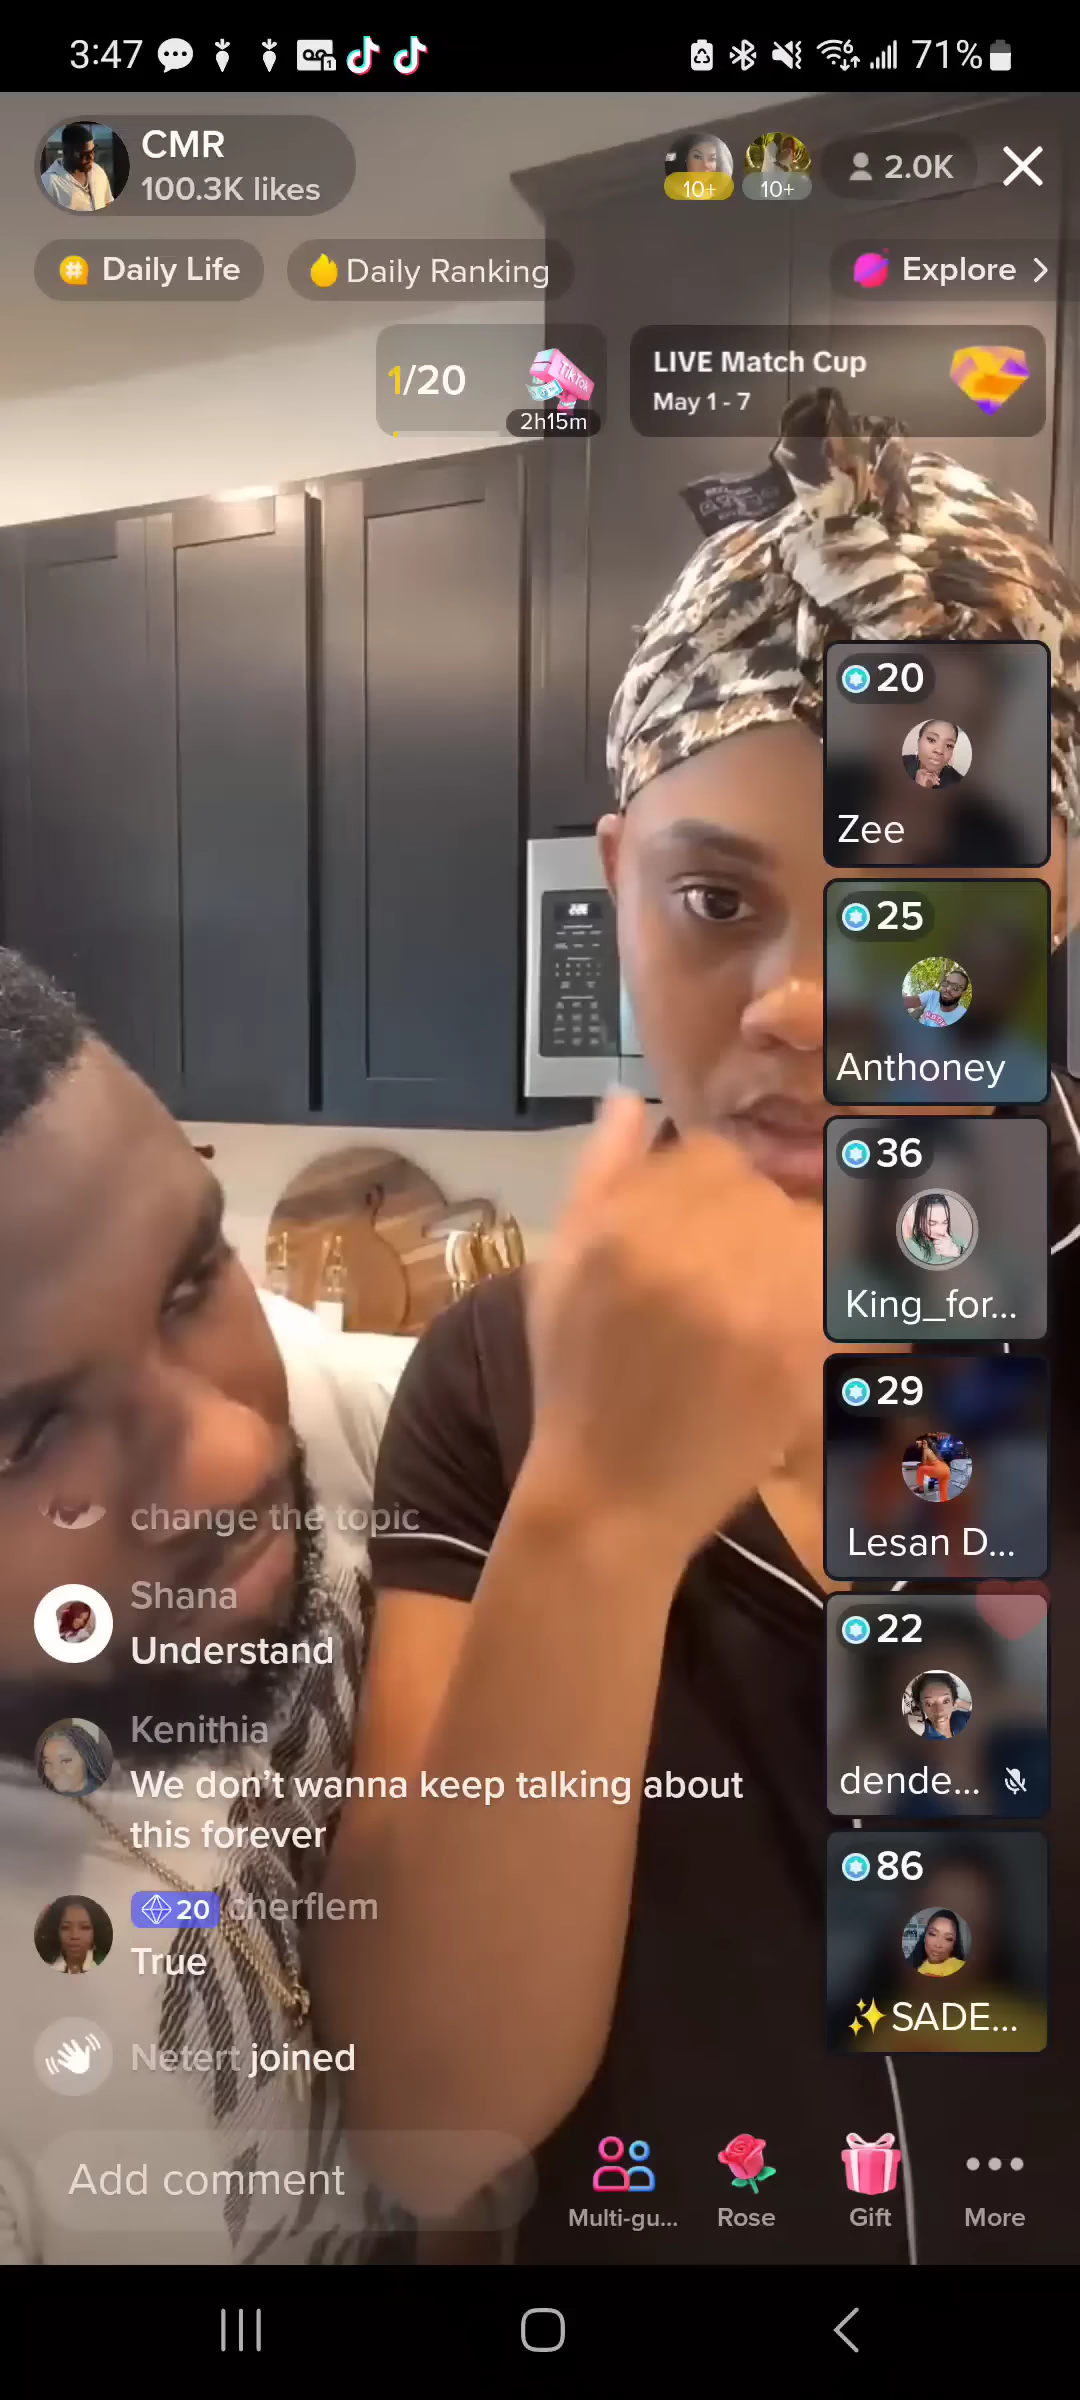 3:47
71%
CMR
100.3K likes
10+
10+
2.0K
Daily Life
Daily Ranking
Explore >
1/20
TikTok
2h15m
LIVE Match Cup
May 1 - 7
20
Zee
25
Anthoney
36
King_for...
29
Lesan D...
22
dende...
86
✨SADE...
change the topic
Shana
Understand
Kenithia
We don't wanna keep talking about
this forever
20 cherflem
True
Netert joined
Add comment
Multi-gu...
Rose
Gift
More